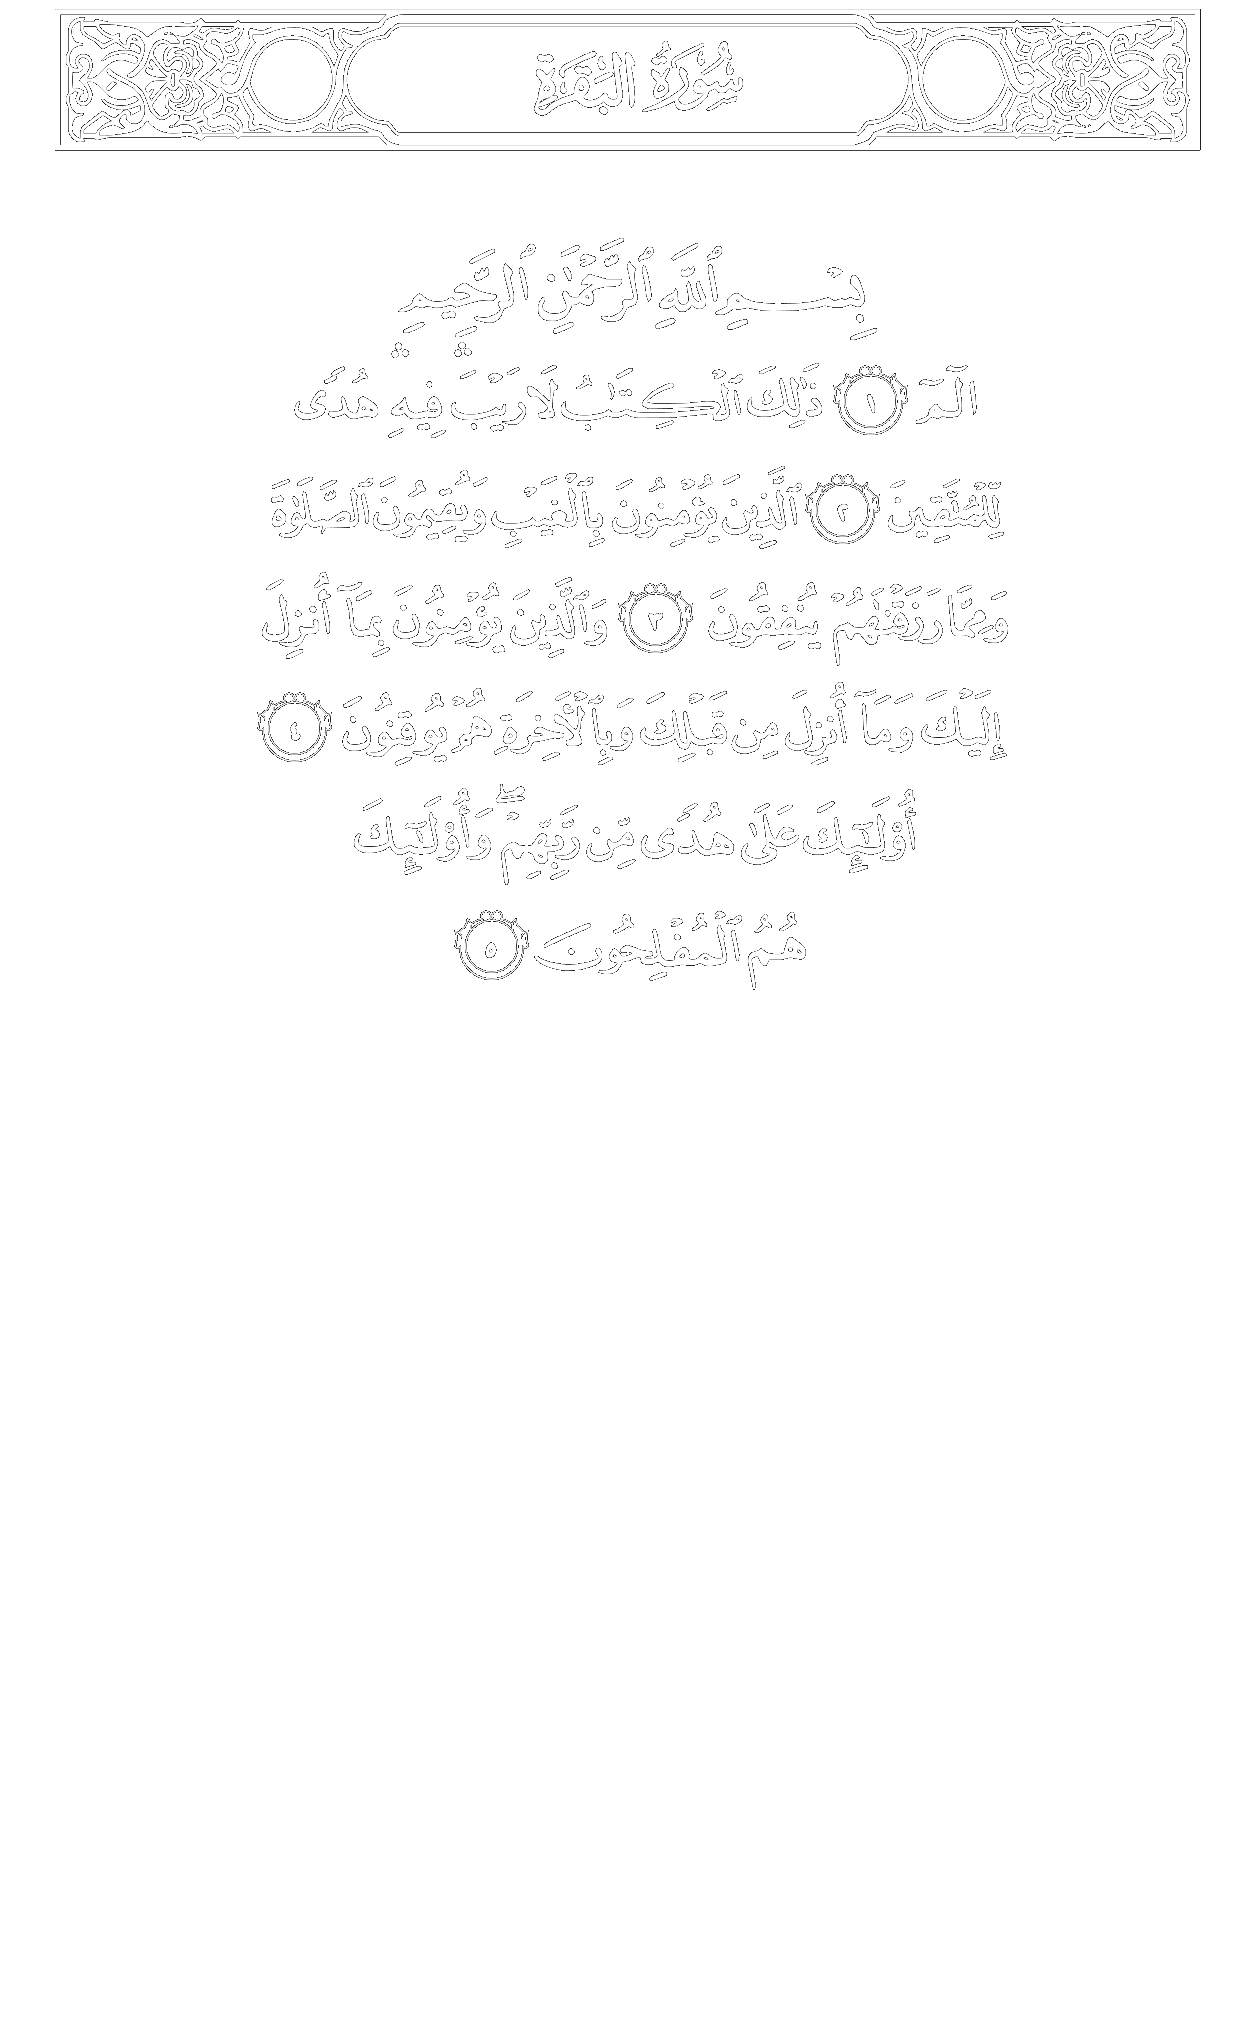 سُورَةُ البَقَرَةِ
بِسْمِ ٱللَّهِ ٱلرَّحْمَٰنِ ٱلرَّحِيمِ
الٓمٓ ١ ذَٰلِكَ ٱلْكِتَٰبُ لَا رَيْبَ ۛ فِيهِ ۛ هُدًى
لِّلْمُتَّقِينَ ٢ ٱلَّذِينَ يُؤْمِنُونَ بِٱلْغَيْبِ وَيُقِيمُونَ ٱلصَّلَوٰةَ
وَمِمَّا رَزَقْنَٰهُمْ يُنفِقُونَ ٣ وَٱلَّذِينَ يُؤْمِنُونَ بِمَآ أُنزِلَ
إِلَيْكَ وَمَآ أُنزِلَ مِن قَبْلِكَ وَبِٱلْأٓخِرَةِ هُمْ يُوقِنُونَ ٤
أُو۟لَٰٓئِكَ عَلَىٰ هُدًى مِّن رَّبِّهِمْ ۖ وَأُو۟لَٰٓئِكَ
هُمُ ٱلْمُفْلِحُونَ ٥